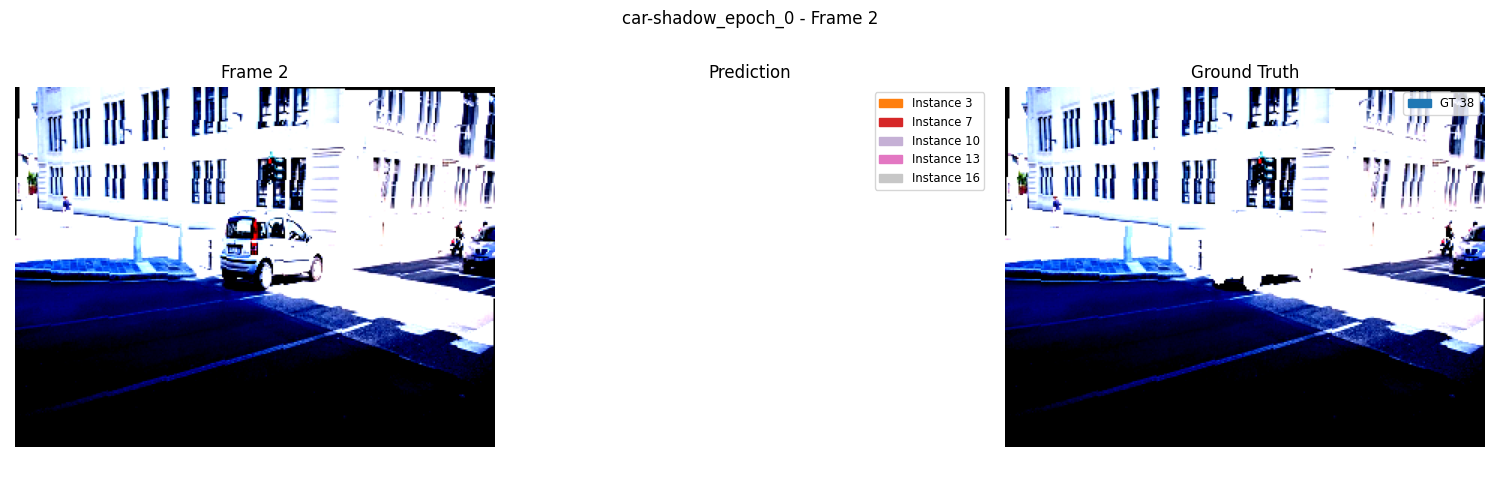 car-shadow_epoch_0 - Frame 2
Frame 2
Prediction
Ground Truth
Instance 3
Instance 7
Instance 10
Instance 13
Instance 16
GT 38